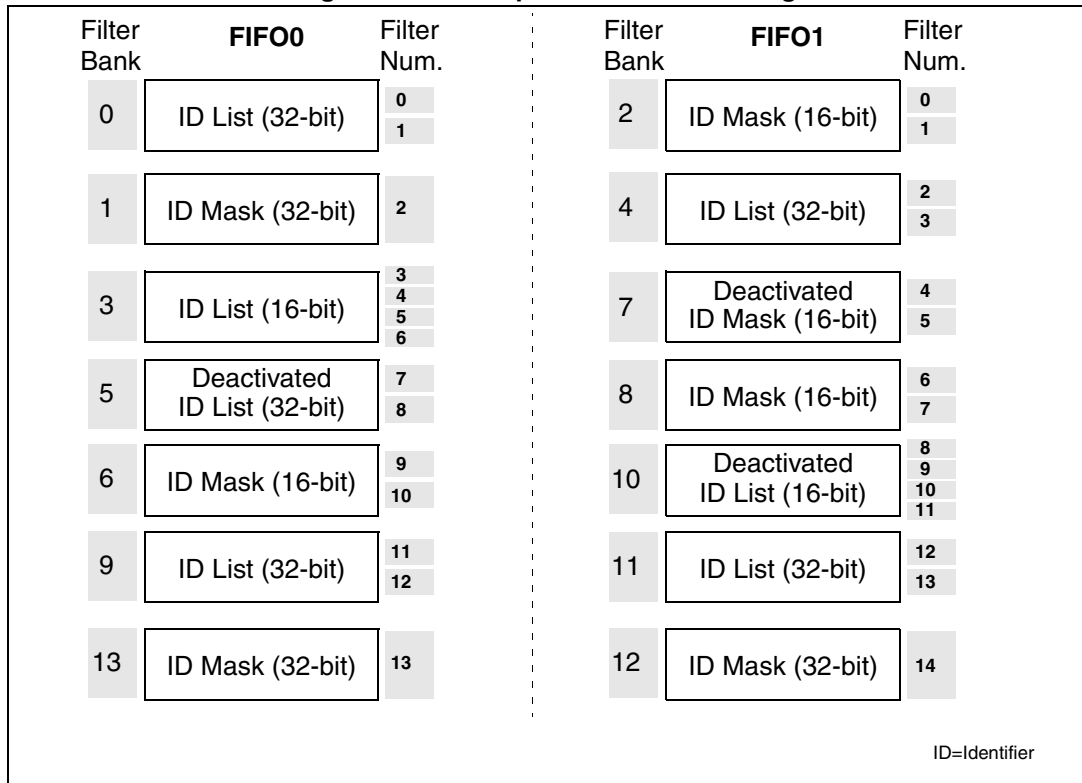 Filter Bank FIFO0 Filter Num.
0 ID List (32-bit) 0 1
1 ID Mask (32-bit) 2
3 ID List (16-bit) 3 4 5 6
5 Deactivated ID List (32-bit) 7 8
6 ID Mask (16-bit) 9 10
9 ID List (32-bit) 11 12
13 ID Mask (32-bit) 13
Filter Bank FIFO1 Filter Num.
2 ID Mask (16-bit) 0 1
4 ID List (32-bit) 2 3
7 Deactivated ID Mask (16-bit) 4 5
8 ID Mask (16-bit) 6 7
10 Deactivated ID List (16-bit) 8 9 10 11
11 ID List (32-bit) 12 13
12 ID Mask (32-bit) 14
ID=Identifier